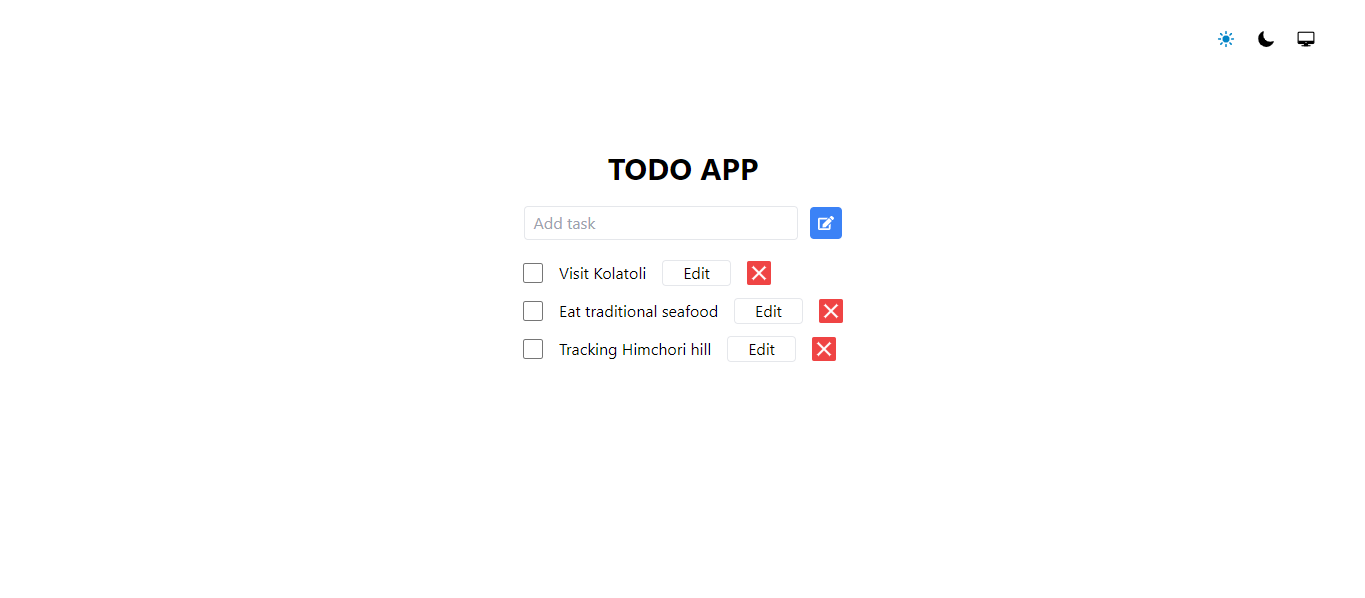 TODO APP
Add task
Visit Kolatoli Edit
Eat traditional seafood Edit
Tracking Himchori hill Edit